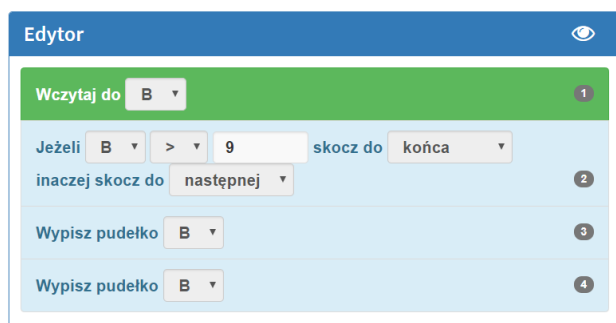 Edytor
Wczytaj do B 1
Jeżeli B > 9 skocz do końca
inaczej skocz do następnej 2
Wypisz pudełko B 3
Wypisz pudełko B 4